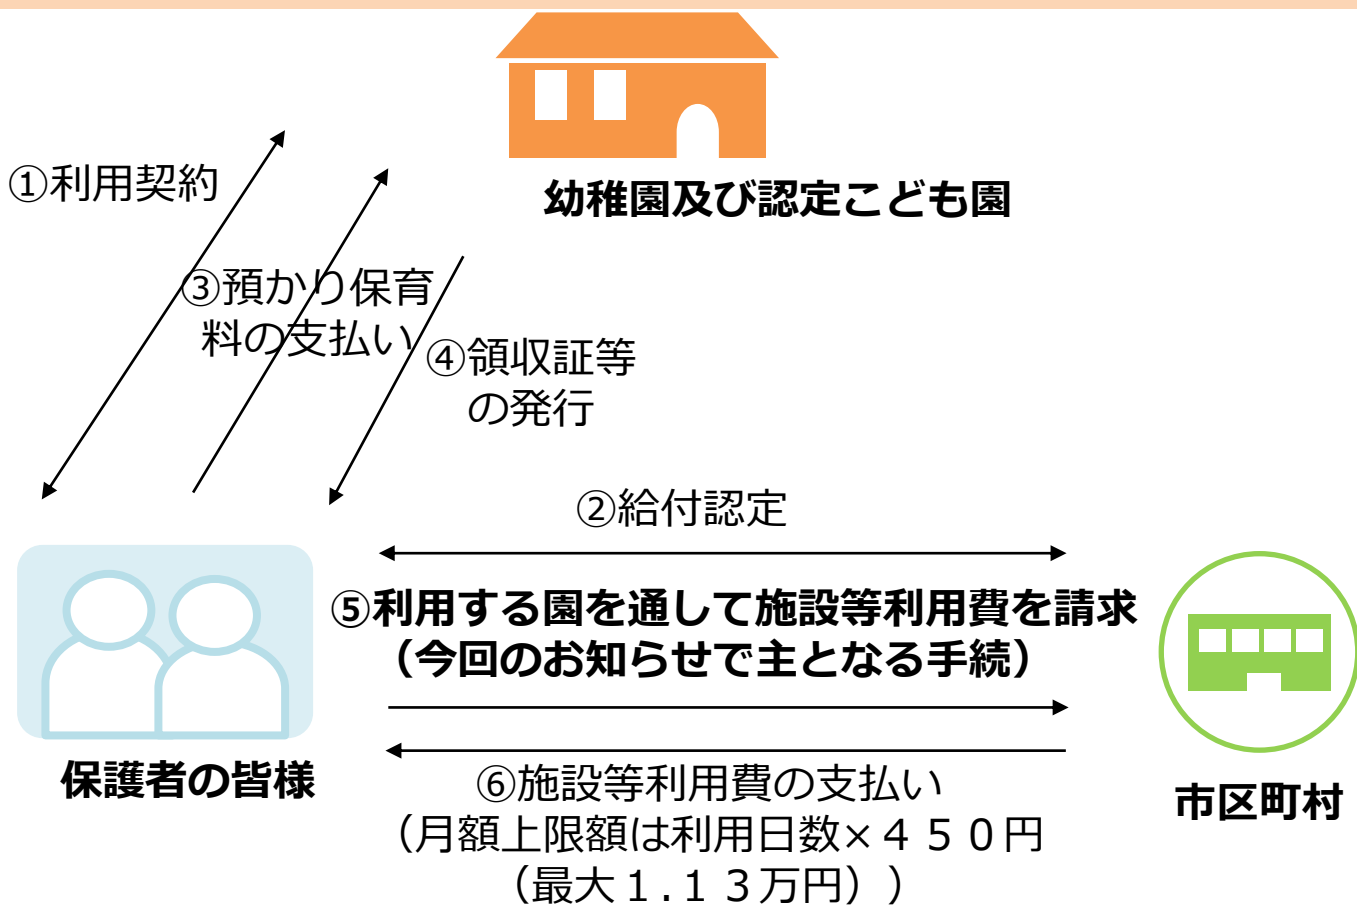 幼稚園及び認定こども園
①利用契約
③預かり保育
料の支払い
④領収証等
の発行
②給付認定
⑤利用する園を通して施設等利用費を請求
（今回のお知らせで主となる手続）
保護者の皆様
⑥施設等利用費の支払い
（月額上限額は利用日数×４５０円
（最大１.１３万円））
市区町村